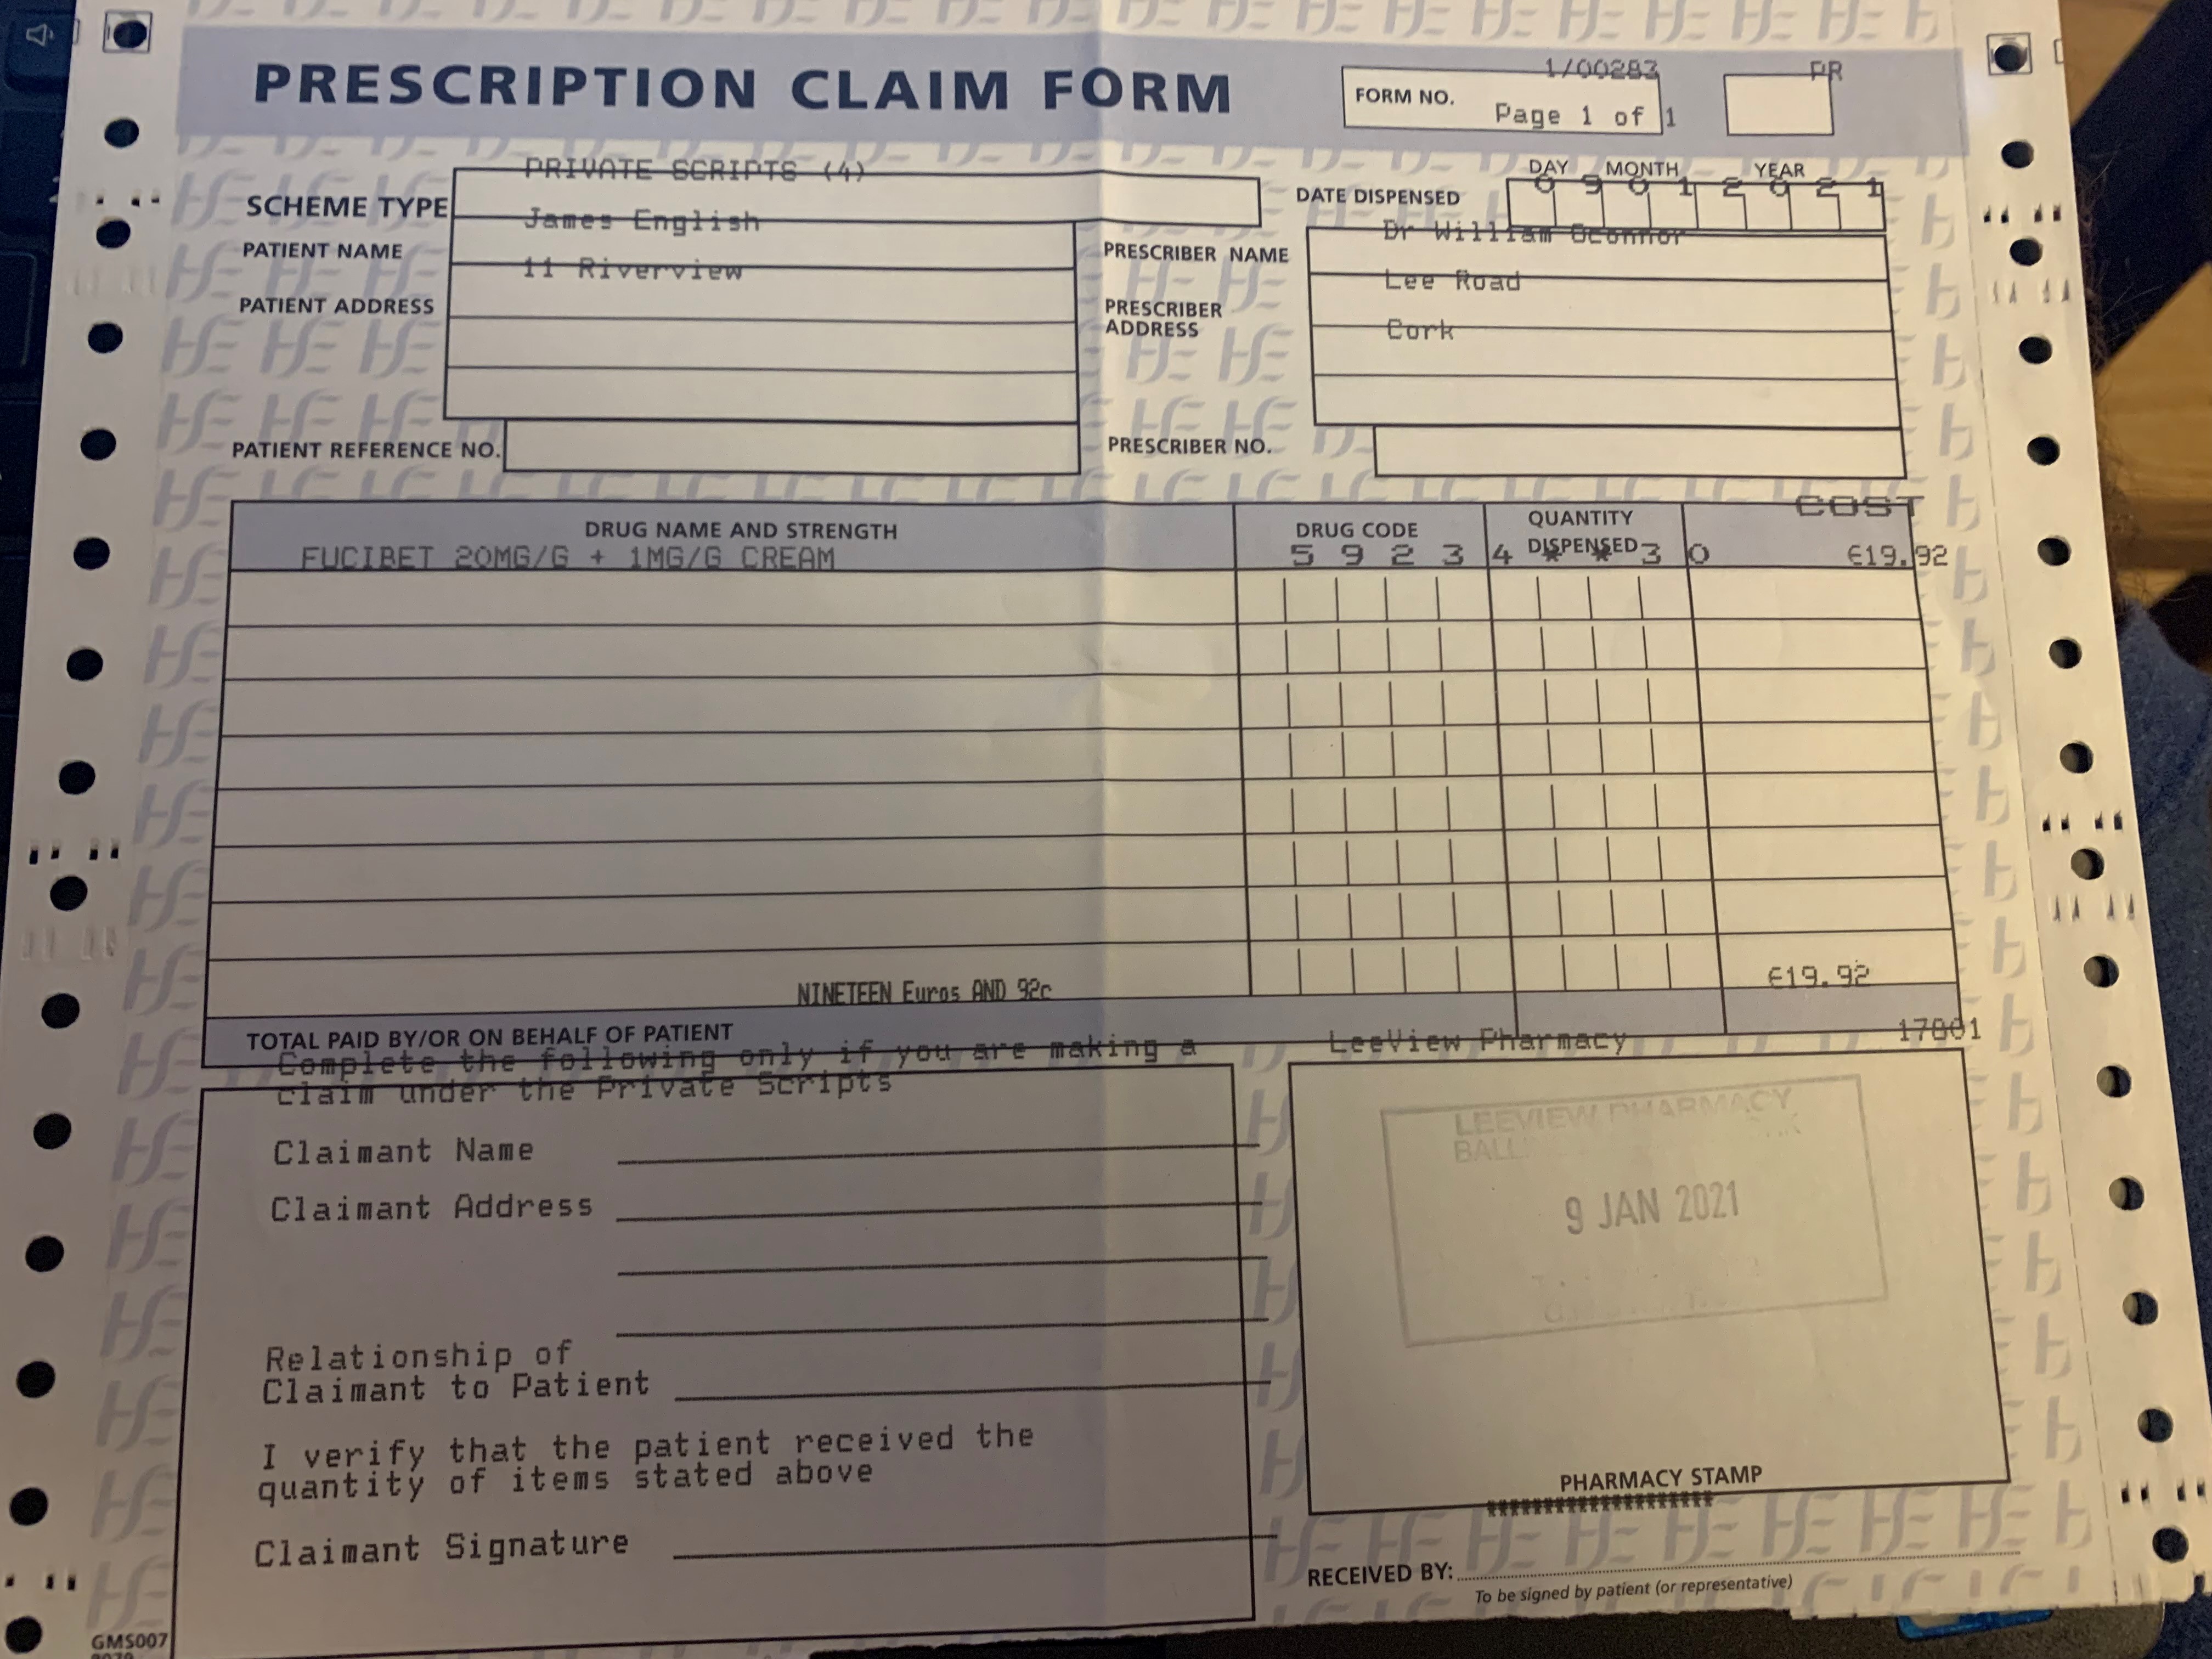 PRESCRIPTION CLAIM FORM
1/00283
PR
FORM NO.
Page 1 of 1
PRIVATE SCRIPTS (4)
SCHEME TYPE
DAY MONTH YEAR
DATE DISPENSED
0 9 0 1 2 0 2 1
James English
PATIENT NAME
11 Riverview
PATIENT ADDRESS
Dr William Oconnor
PRESCRIBER NAME
Lee Road
PRESCRIBER
ADDRESS
Cork
PATIENT REFERENCE NO.
PRESCRIBER NO.
COST
DRUG NAME AND STRENGTH
DRUG CODE
QUANTITY
DISPENSED
FUCIBET 20MG/G + 1MG/G CREAM 5 9 2 3 4 * * 3 0 €19.92
NINETEEN Euros AND 92c €19.92
TOTAL PAID BY/OR ON BEHALF OF PATIENT
Complete the following only if you are making a
claim under the Private Scripts
LeeView Pharmacy 17801
Claimant Name
Claimant Address
Relationship of
Claimant to Patient
I verify that the patient received the
quantity of items stated above
Claimant Signature
LEEVIEW PHARMACY
9 JAN 2021
PHARMACY STAMP
RECEIVED BY:
To be signed by patient (or representative)
GMS007